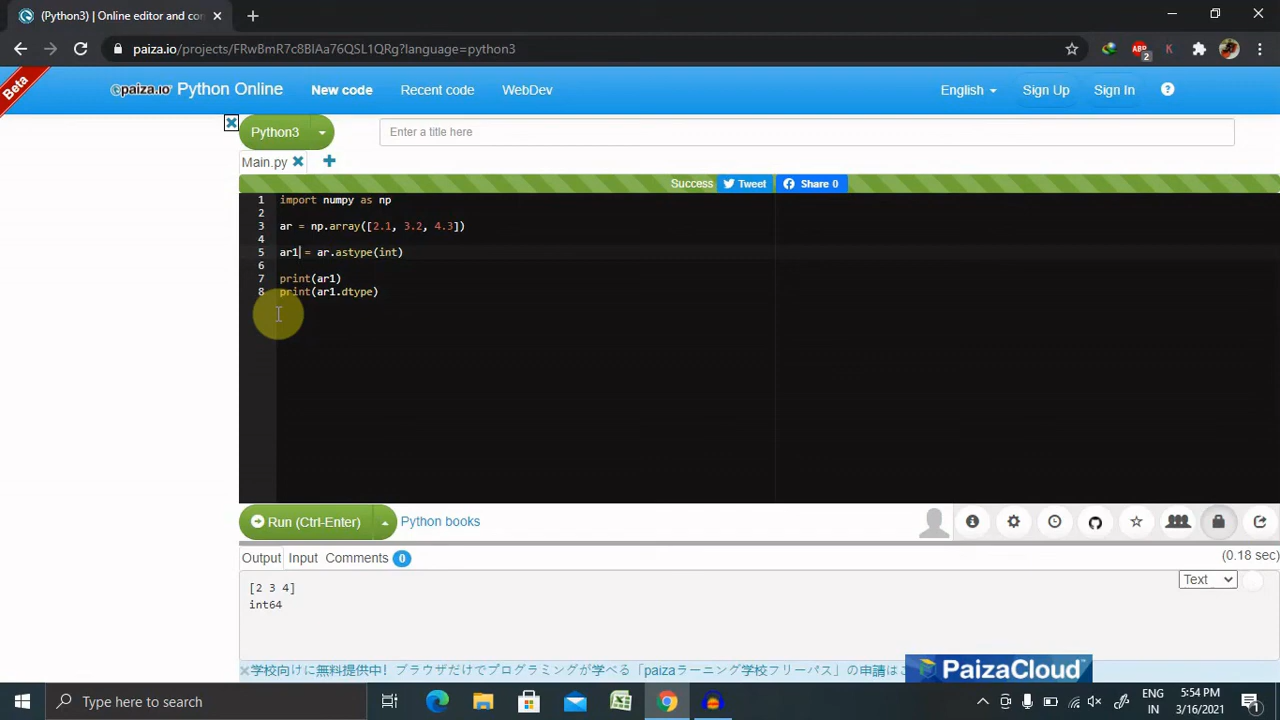 (Python3) | Online editor and con
paiza.io/projects/FRwBmR7c8BIAa76QSL1QRg?language=python3
2
K
Beta
paiza.io Python Online
New code
Recent code
WebDev
English
Sign Up
Sign In
Python3
Enter a title here
Main.py
Success
Tweet
Share 0
1 import numpy as np
2
3 ar = np.array([2.1, 3.2, 4.3])
4
5 ar1 = ar.astype(int)
6
7 print(ar1)
8 print(ar1.dtype)
Run (Ctrl-Enter)
Python books
Output Input Comments 0
(0.18 sec)
Text
[2 3 4]
int64
学校向けに無料提供中! ブラウザだけでプログラミングが学べる「paizaラーニング学校フリーパス」の申請はこ
PaizaCloud
Type here to search
ENG
IN
5:54 PM
3/16/2021
1